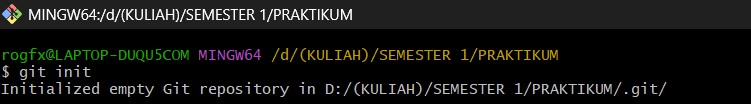 MINGW64:/d/(KULIAH)/SEMESTER 1/PRAKTIKUM
rogfx@LAPTOP-DUQU5COM MINGW64 /d/(KULIAH)/SEMESTER 1/PRAKTIKUM
$ git init
Initialized empty Git repository in D:/(KULIAH)/SEMESTER 1/PRAKTIKUM/.git/